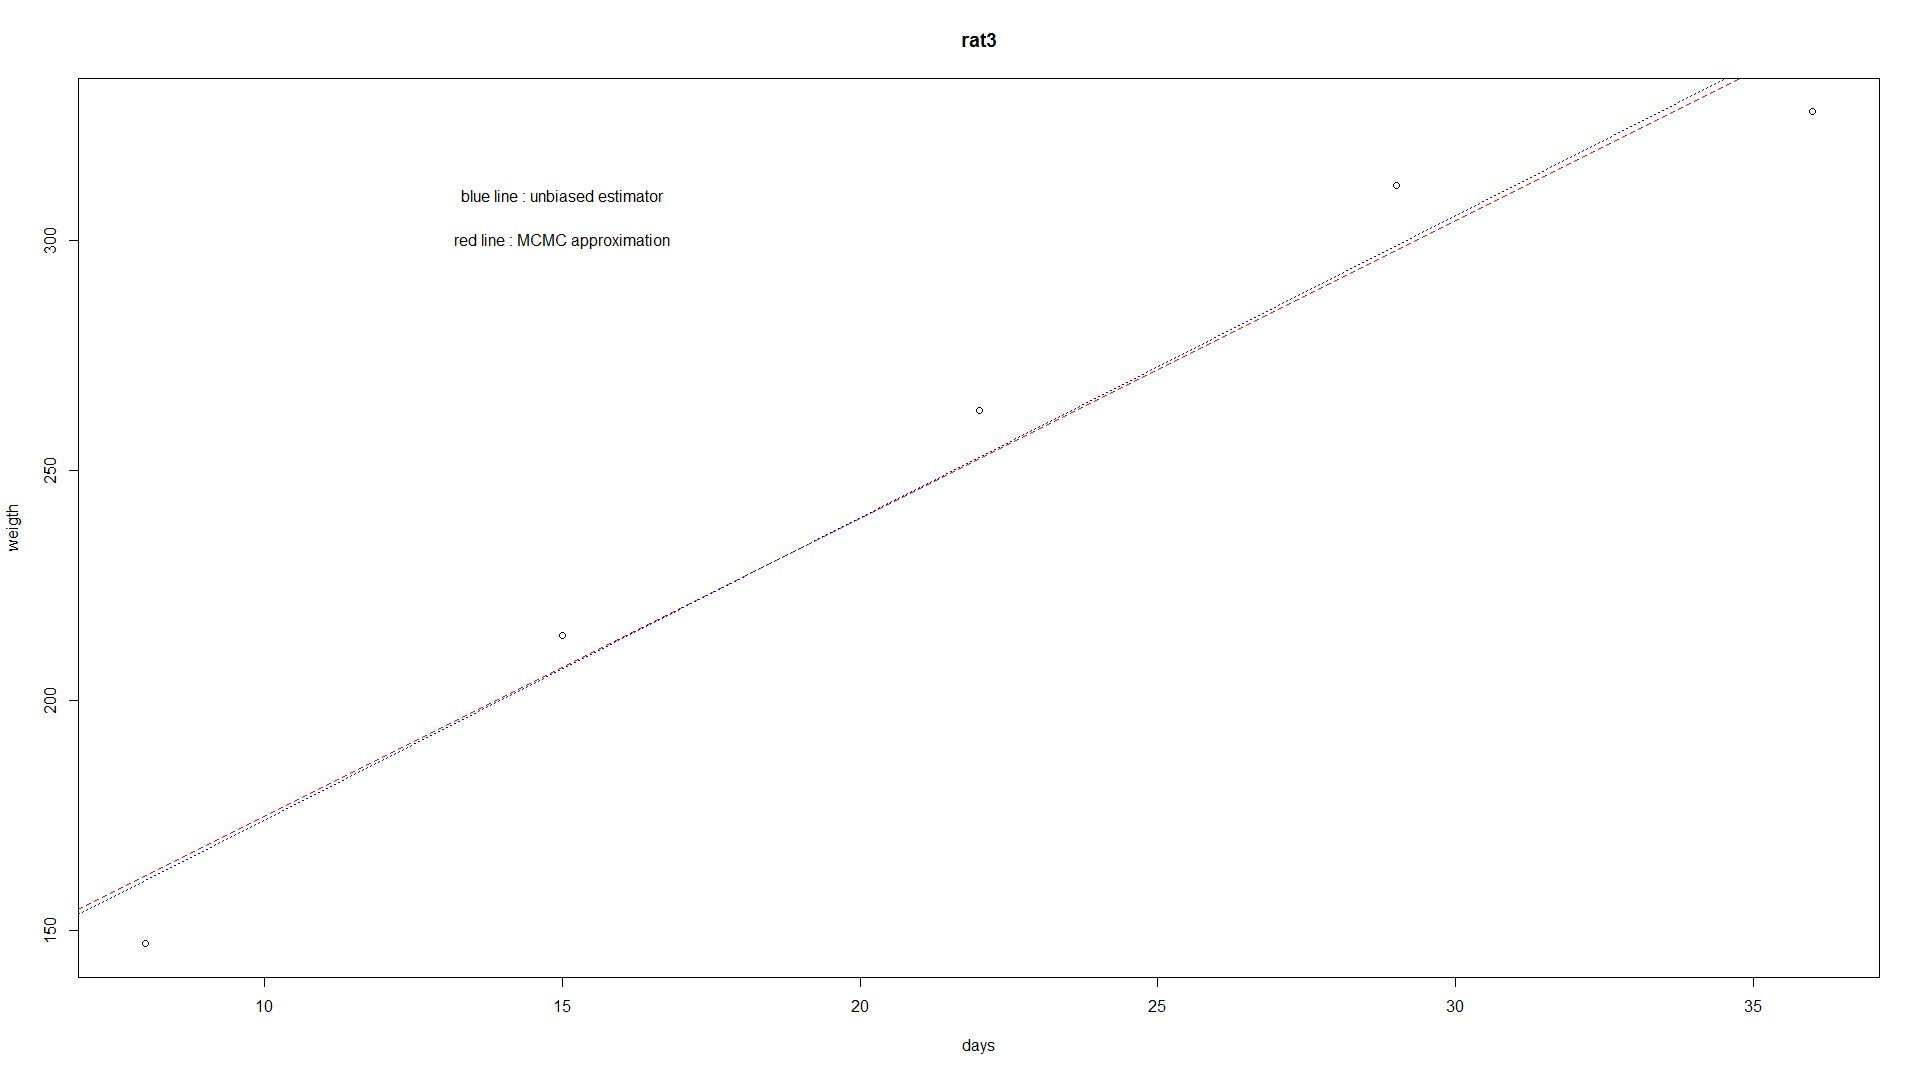 rat3
blue line : unbiased estimator
red line : MCMC approximation
weigth
300
250
200
150
10 15 20 25 30 35
days